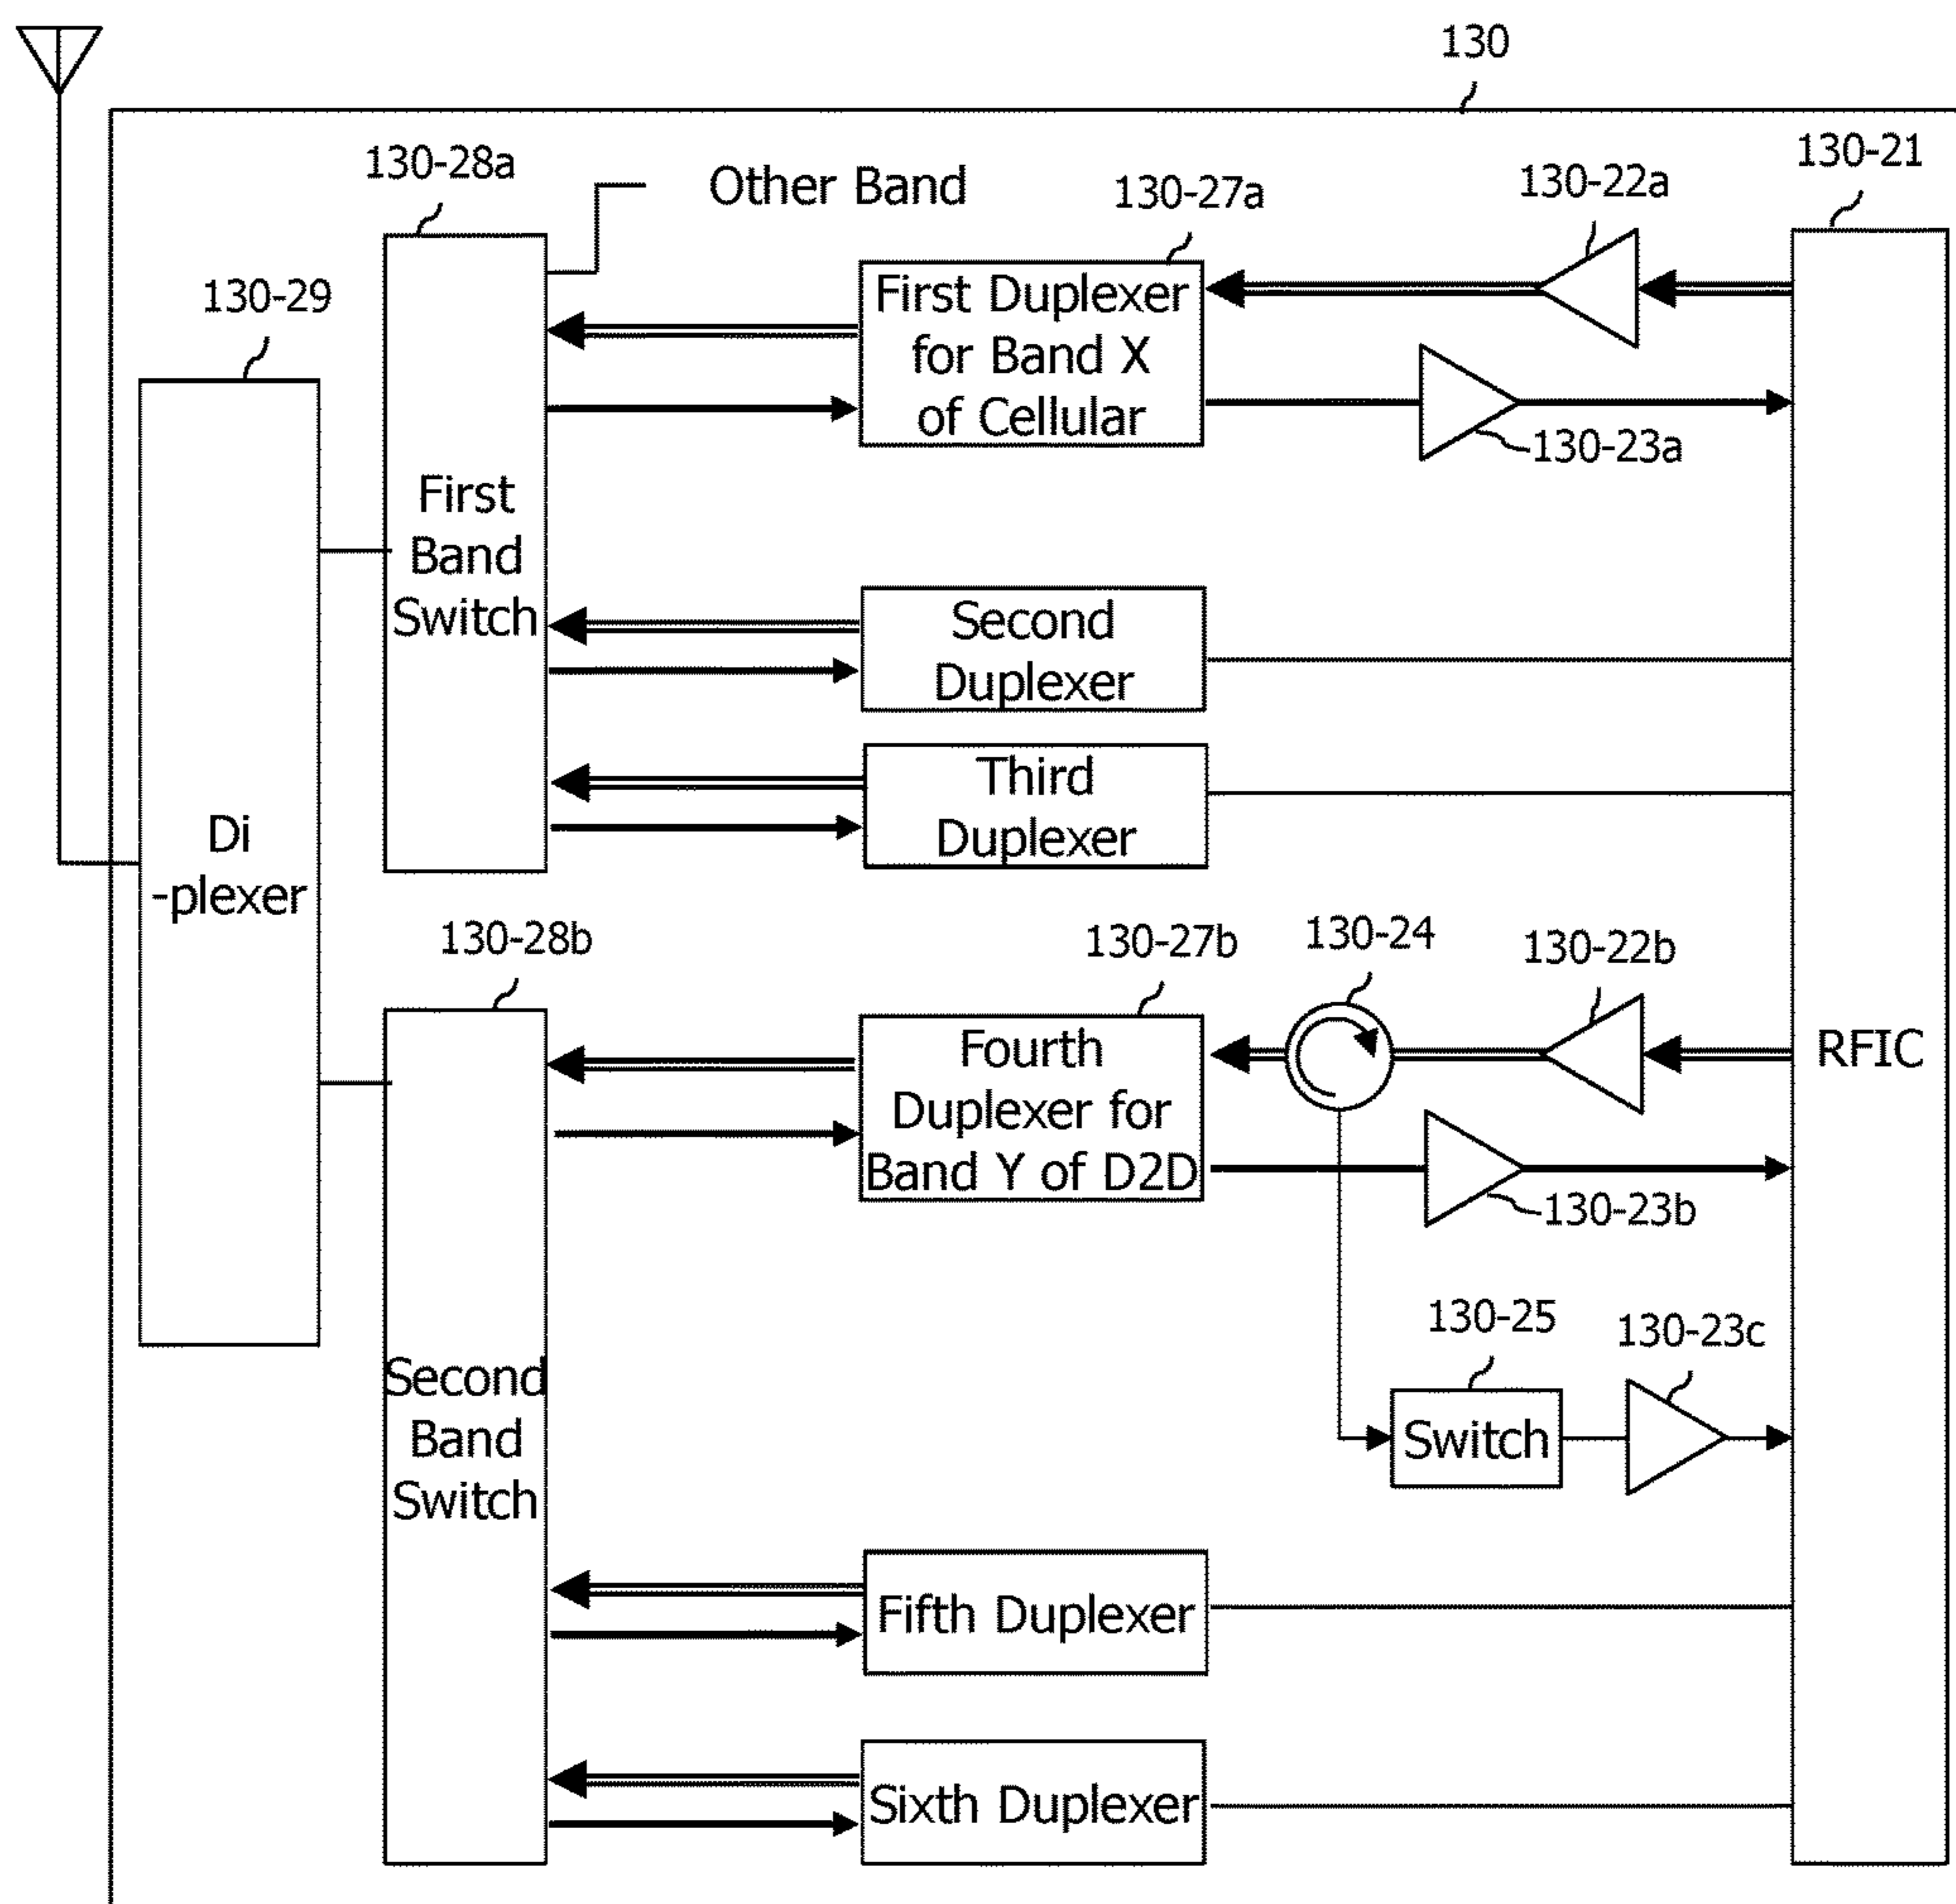 130
130-28a
Other Band
130-27a
130-22a
130-21
130-29
First Duplexer
for Band X
of Cellular
130-23a
First
Band
Switch
Second
Duplexer
Third
Duplexer
Di
-plexer
130-28b
130-27b
130-24
130-22b
Fourth
Duplexer for
Band Y of D2D
RFIC
130-23b
130-25
130-23c
Second
Band
Switch
Switch
Fifth Duplexer
Sixth Duplexer